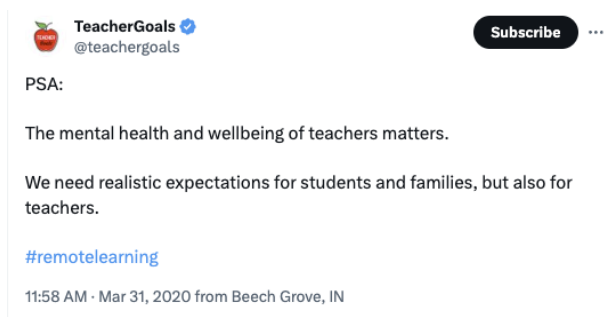 TeacherGoals
@teachergoals
Subscribe
PSA:
The mental health and wellbeing of teachers matters.
We need realistic expectations for students and families, but also for
teachers.
#remotelearning
11:58 AM · Mar 31, 2020 from Beech Grove, IN